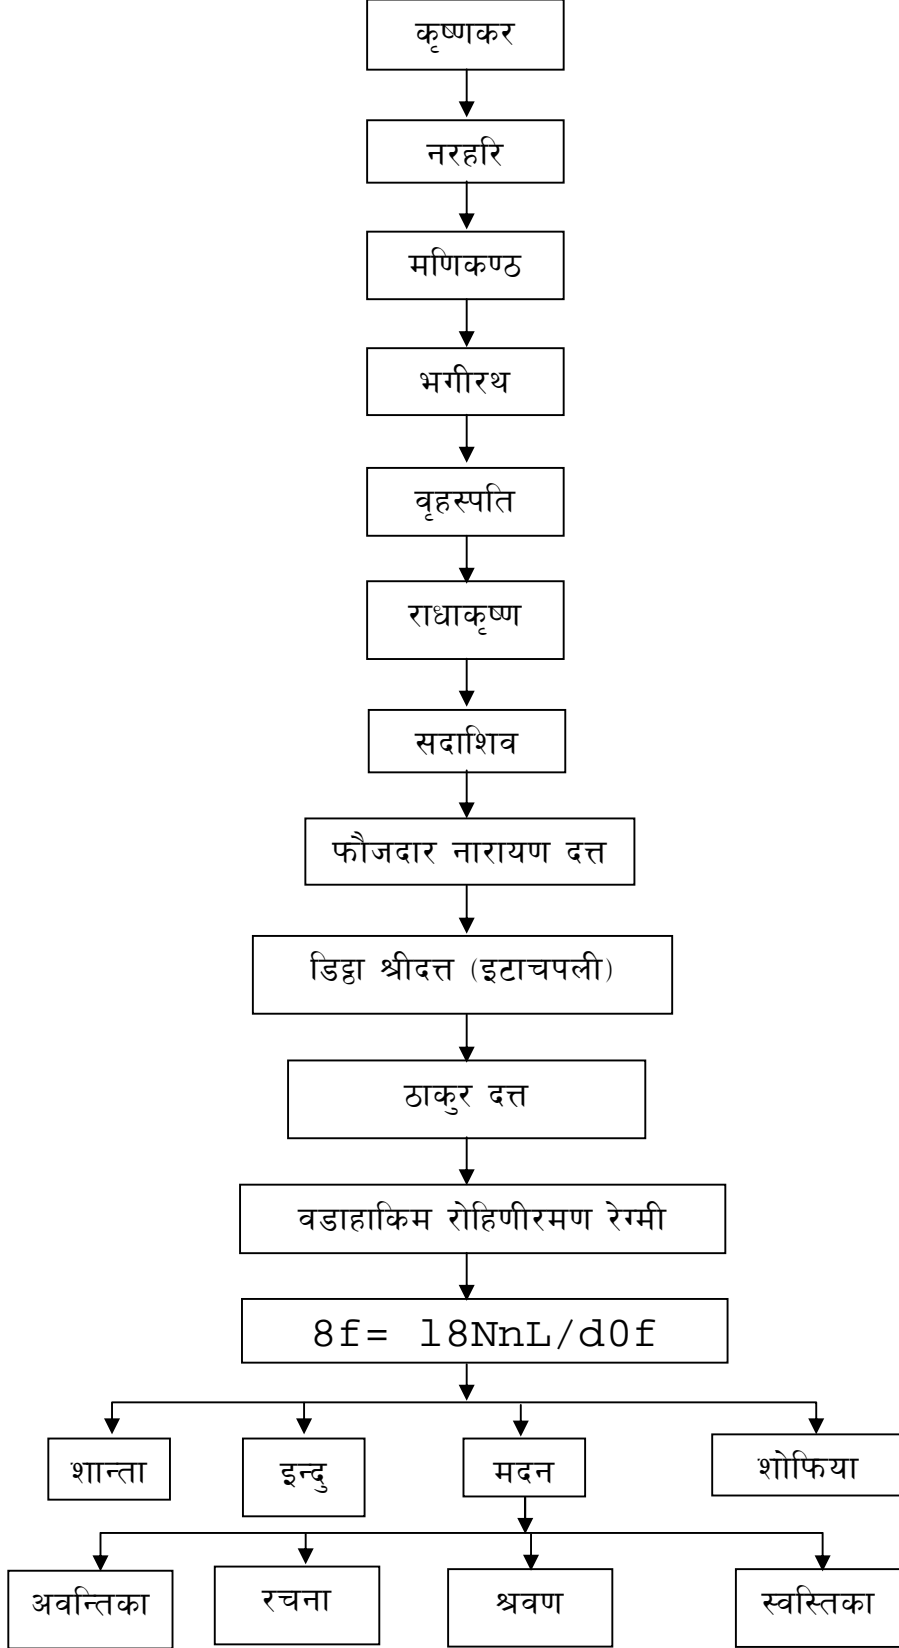 कृष्णकर
नरहरि
मणिकण्ठ
भगीरथ
वृहस्पति
राधाकृष्ण
सदाशिव
फौजदार नारायण दत्त
डिट्ठा श्रीदत्त (इटाचपली)
ठाकुर दत्त
वडाहाकिम रोहिणीरमण रेग्मी
8f= l8NnL/d0f
शान्ता इन्दु मदन शोफिया
अवन्तिका रचना श्रवण स्वस्तिका